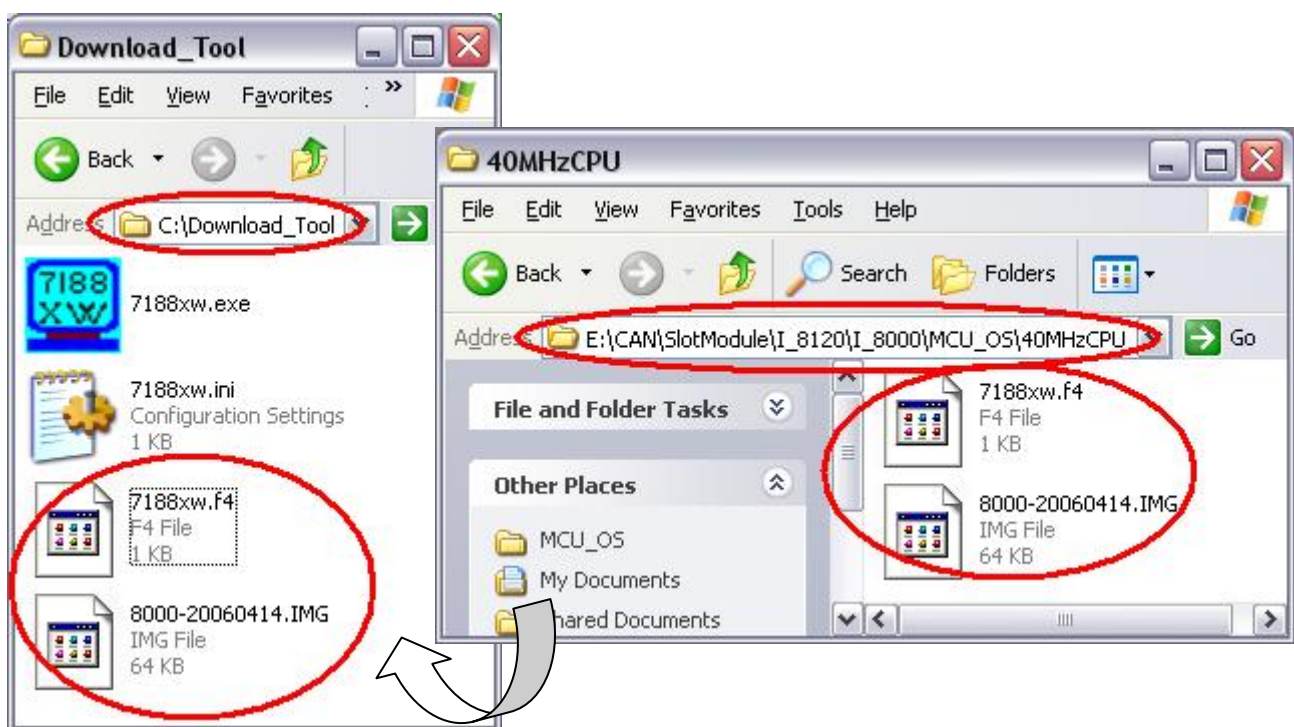 Download_Tool
File Edit View Favorites »
Back
Address C:\Download_Tool
7188
XW
7188xw.exe
7188xw.ini
Configuration Settings
1 KB
7188xw.f4
F4 File
1 KB
8000-20060414.IMG
IMG File
64 KB
40MHzCPU
File Edit View Favorites Tools Help
Back Search Folders
Address E:\CAN\SlotModule\I_8120\I_8000\MCU_OS\40MHzCPU Go
File and Folder Tasks
Other Places
MCU_OS
My Documents
Shared Documents
7188xw.f4
F4 File
1 KB
8000-20060414.IMG
IMG File
64 KB